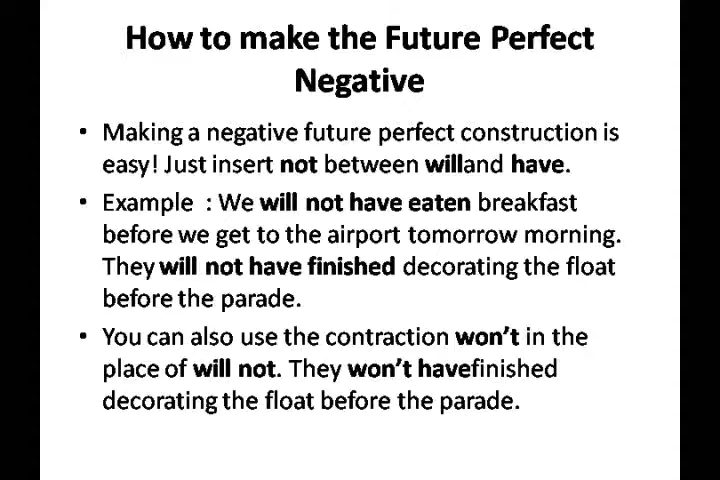 How to make the Future Perfect
Negative
• Making a negative future perfect construction is
easy! Just insert not between willand have.
• Example : We will not have eaten breakfast
before we get to the airport tomorrow morning.
They will not have finished decorating the float
before the parade.
• You can also use the contraction won't in the
place of will not. They won't havefinished
decorating the float before the parade.